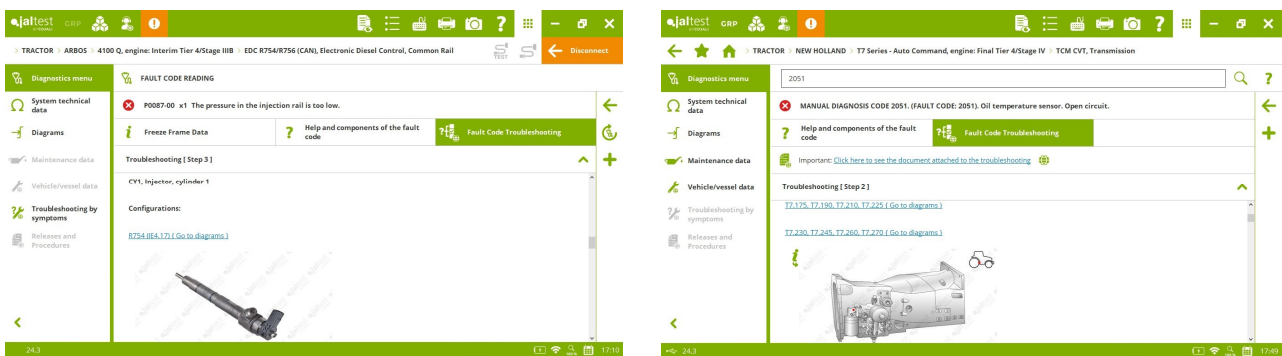 jaltest GRP
> TRACTOR > ARBOS > 4100 Q, engine: Interim Tier 4/Stage IIIB > EDC R754/R756 (CAN), Electronic Diesel Control, Common Rail
TEST
Disconnect
Diagnostics menu
FAULT CODE READING
System technical data
P0087-00 x1 The pressure in the injection rail is too low.
Diagrams
Freeze Frame Data
Help and components of the fault code
Fault Code Troubleshooting
Maintenance data
Troubleshooting [ Step 3 ]
CY1, Injector, cylinder 1
Vehicle/vessel data
Configurations:
Troubleshooting by symptoms
R754 (JE4.17) ( Go to diagrams )
Releases and Procedures
24.3
17:10
jaltest GRP
> TRACTOR > NEW HOLLAND > T7 Series - Auto Command, engine: Final Tier 4/Stage IV > TCM CVT, Transmission
Diagnostics menu
2051
System technical data
MANUAL DIAGNOSIS CODE 2051. (FAULT CODE: 2051). Oil temperature sensor. Open circuit.
Diagrams
Help and components of the fault code
Fault Code Troubleshooting
Maintenance data
Important: Click here to see the document attached to the troubleshooting
Vehicle/vessel data
Troubleshooting [ Step 2 ]
T7.175, T7.190, T7.210, T7.225 ( Go to diagrams )
Troubleshooting by symptoms
T7.230, T7.245, T7.260, T7.270 ( Go to diagrams )
Releases and Procedures
24.3
17:49